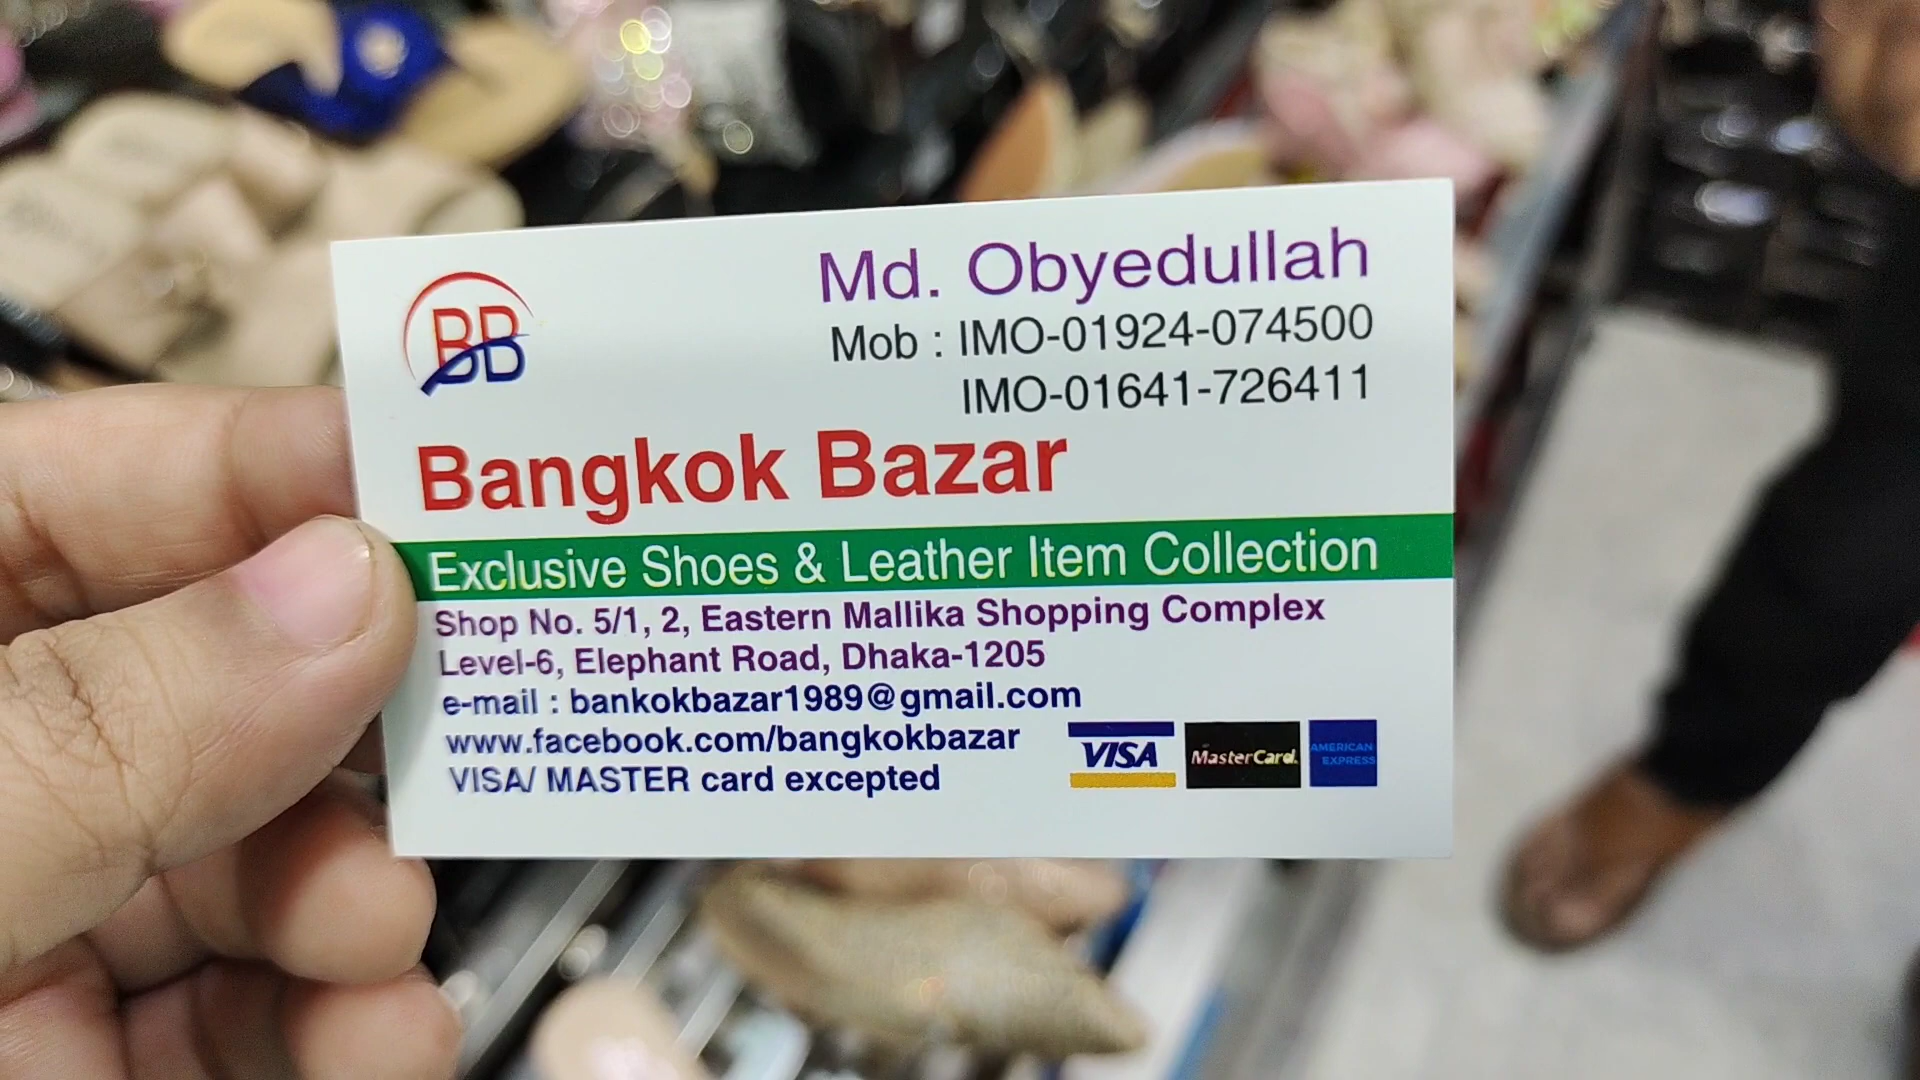 BB
Md. Obyedullah
Mob : IMO-01924-074500
IMO-01641-726411
Bangkok Bazar
Exclusive Shoes & Leather Item Collection
Shop No. 5/1, 2, Eastern Mallika Shopping Complex
Level-6, Elephant Road, Dhaka-1205
e-mail : bankokbazar1989@gmail.com
www.facebook.com/bangkokbazar
VISA/ MASTER card excepted
VISA
MasterCard.
AMERICAN
EXPRESS